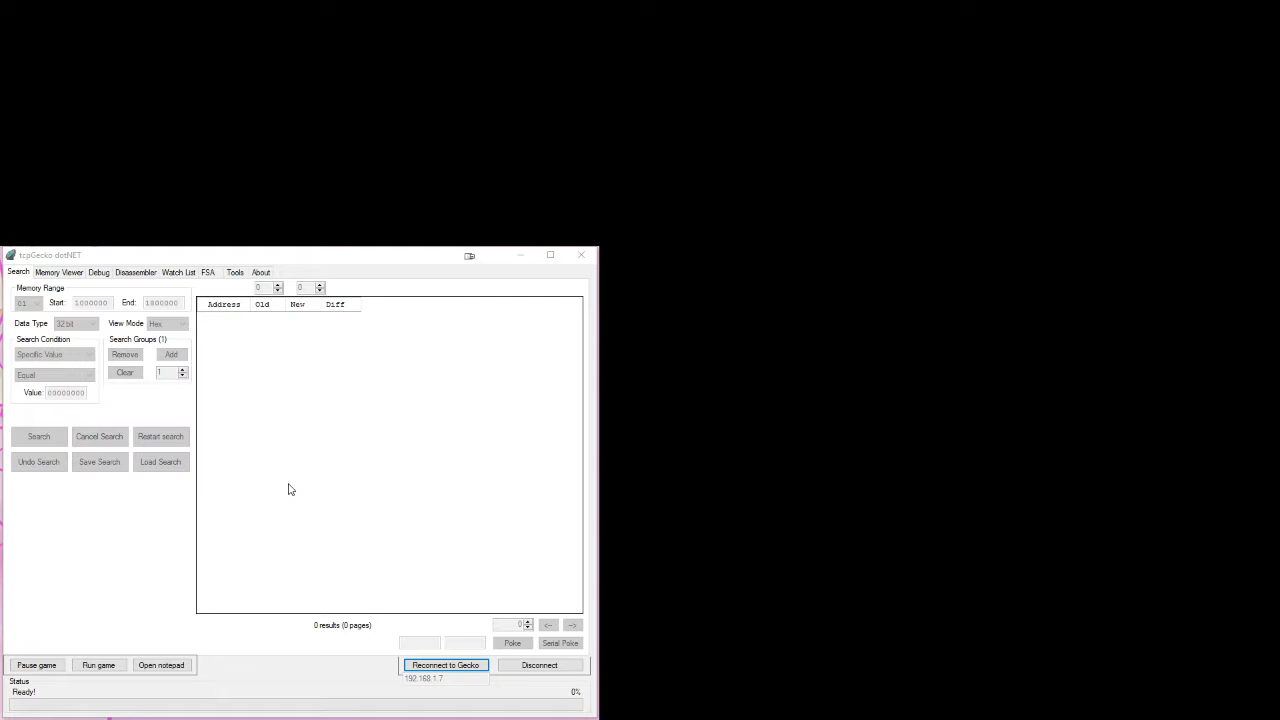 tcpGecko dotNET
Search Memory Viewer Debug Disassembler Watch List FSA Tools About
Memory Range 0 0
01 Start: 1000000 End: 1800000 Address Old New Diff
Data Type 32 bit View Mode Hex
Search Condition Search Groups (1)
Specific Value Remove Add
Equal Clear 1
Value: 00000000
Search Cancel Search Restart search
Undo Search Save Search Load Search
0 results (0 pages) 0 <-- -->
Poke Serial Poke
Pause game Run game Open notepad Reconnect to Gecko Disconnect
192.168.1.7
Status
Ready! 0%